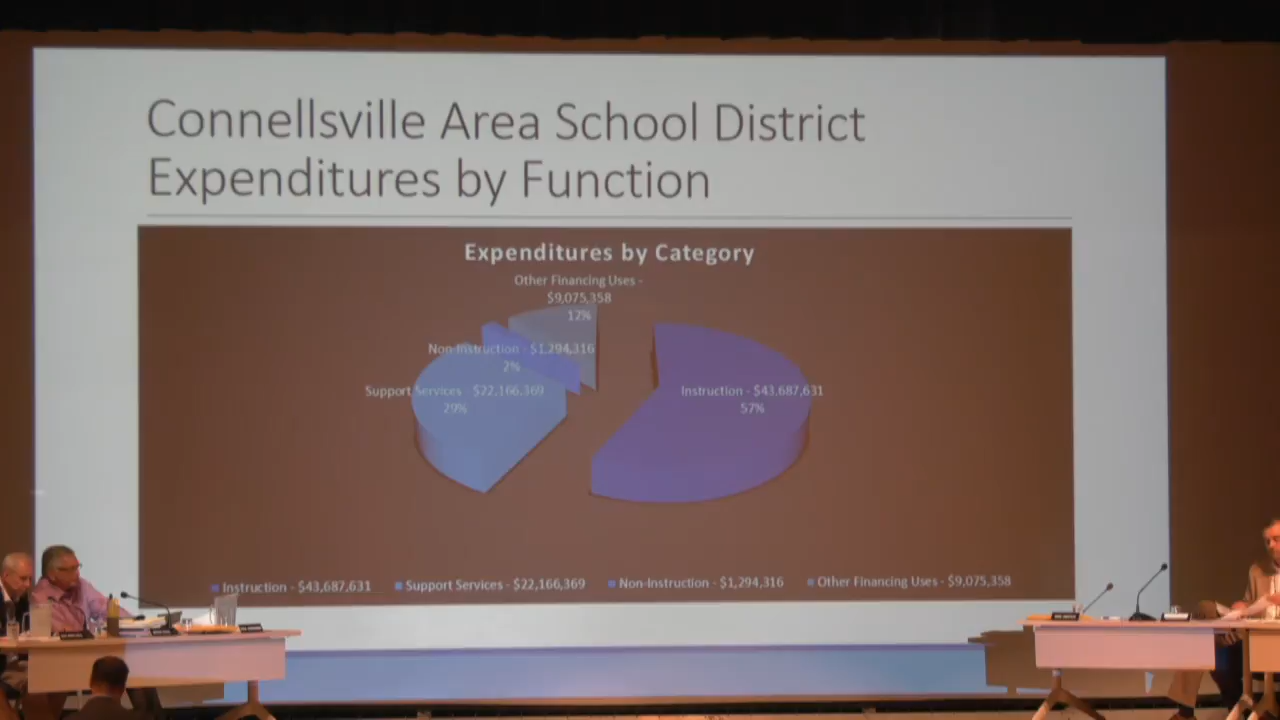 Connellsville Area School District
Expenditures by Function
Expenditures by Category
Other Financing Uses -
$9,075,358
12%
Non-Instruction - $1,294,316
2%
Support Services - $22,166,369
29%
Instruction - $43,687,631
57%
Instruction - $43,687,631 Support Services - $22,166,369 Non-Instruction - $1,294,316 Other Financing Uses - $9,075,358